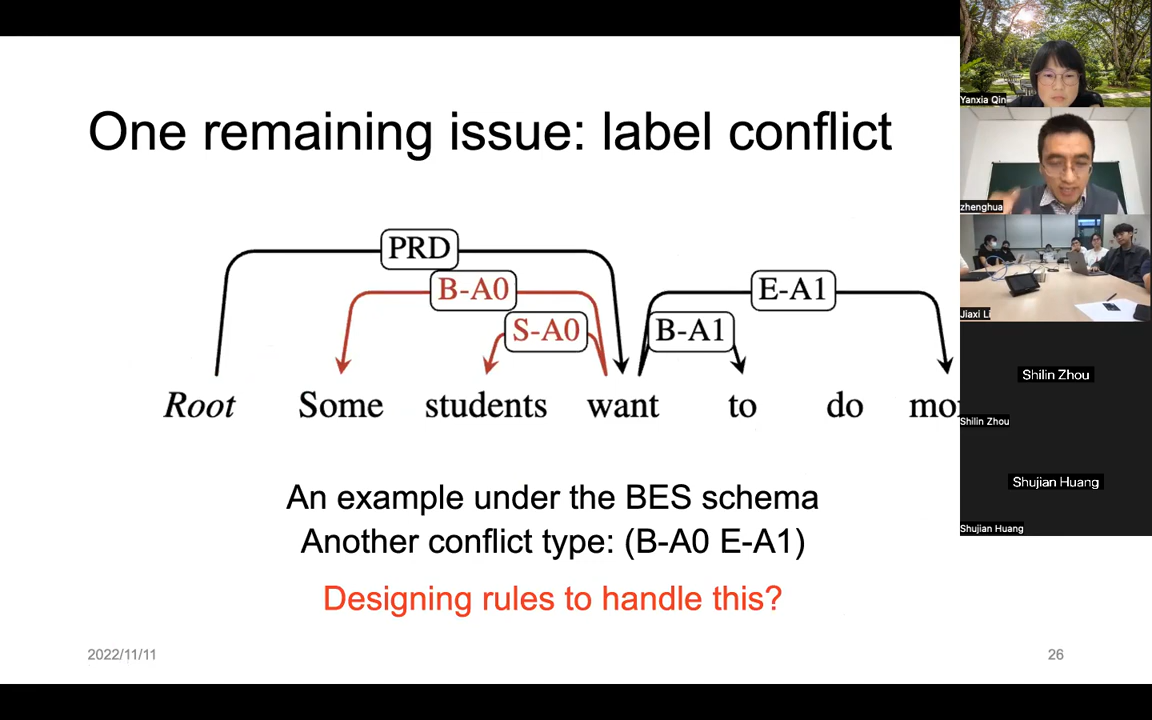 One remaining issue: label conflict
PRD
B-A0
E-A1
S-A0
B-A1
Root Some students want to do mo
An example under the BES schema
Another conflict type: (B-A0 E-A1)
Designing rules to handle this?
2022/11/11
26
Yanxia Qin
zhenghua
Jiaxi Li
Shilin Zhou
Shilin Zhou
Shujian Huang
Shujian Huang